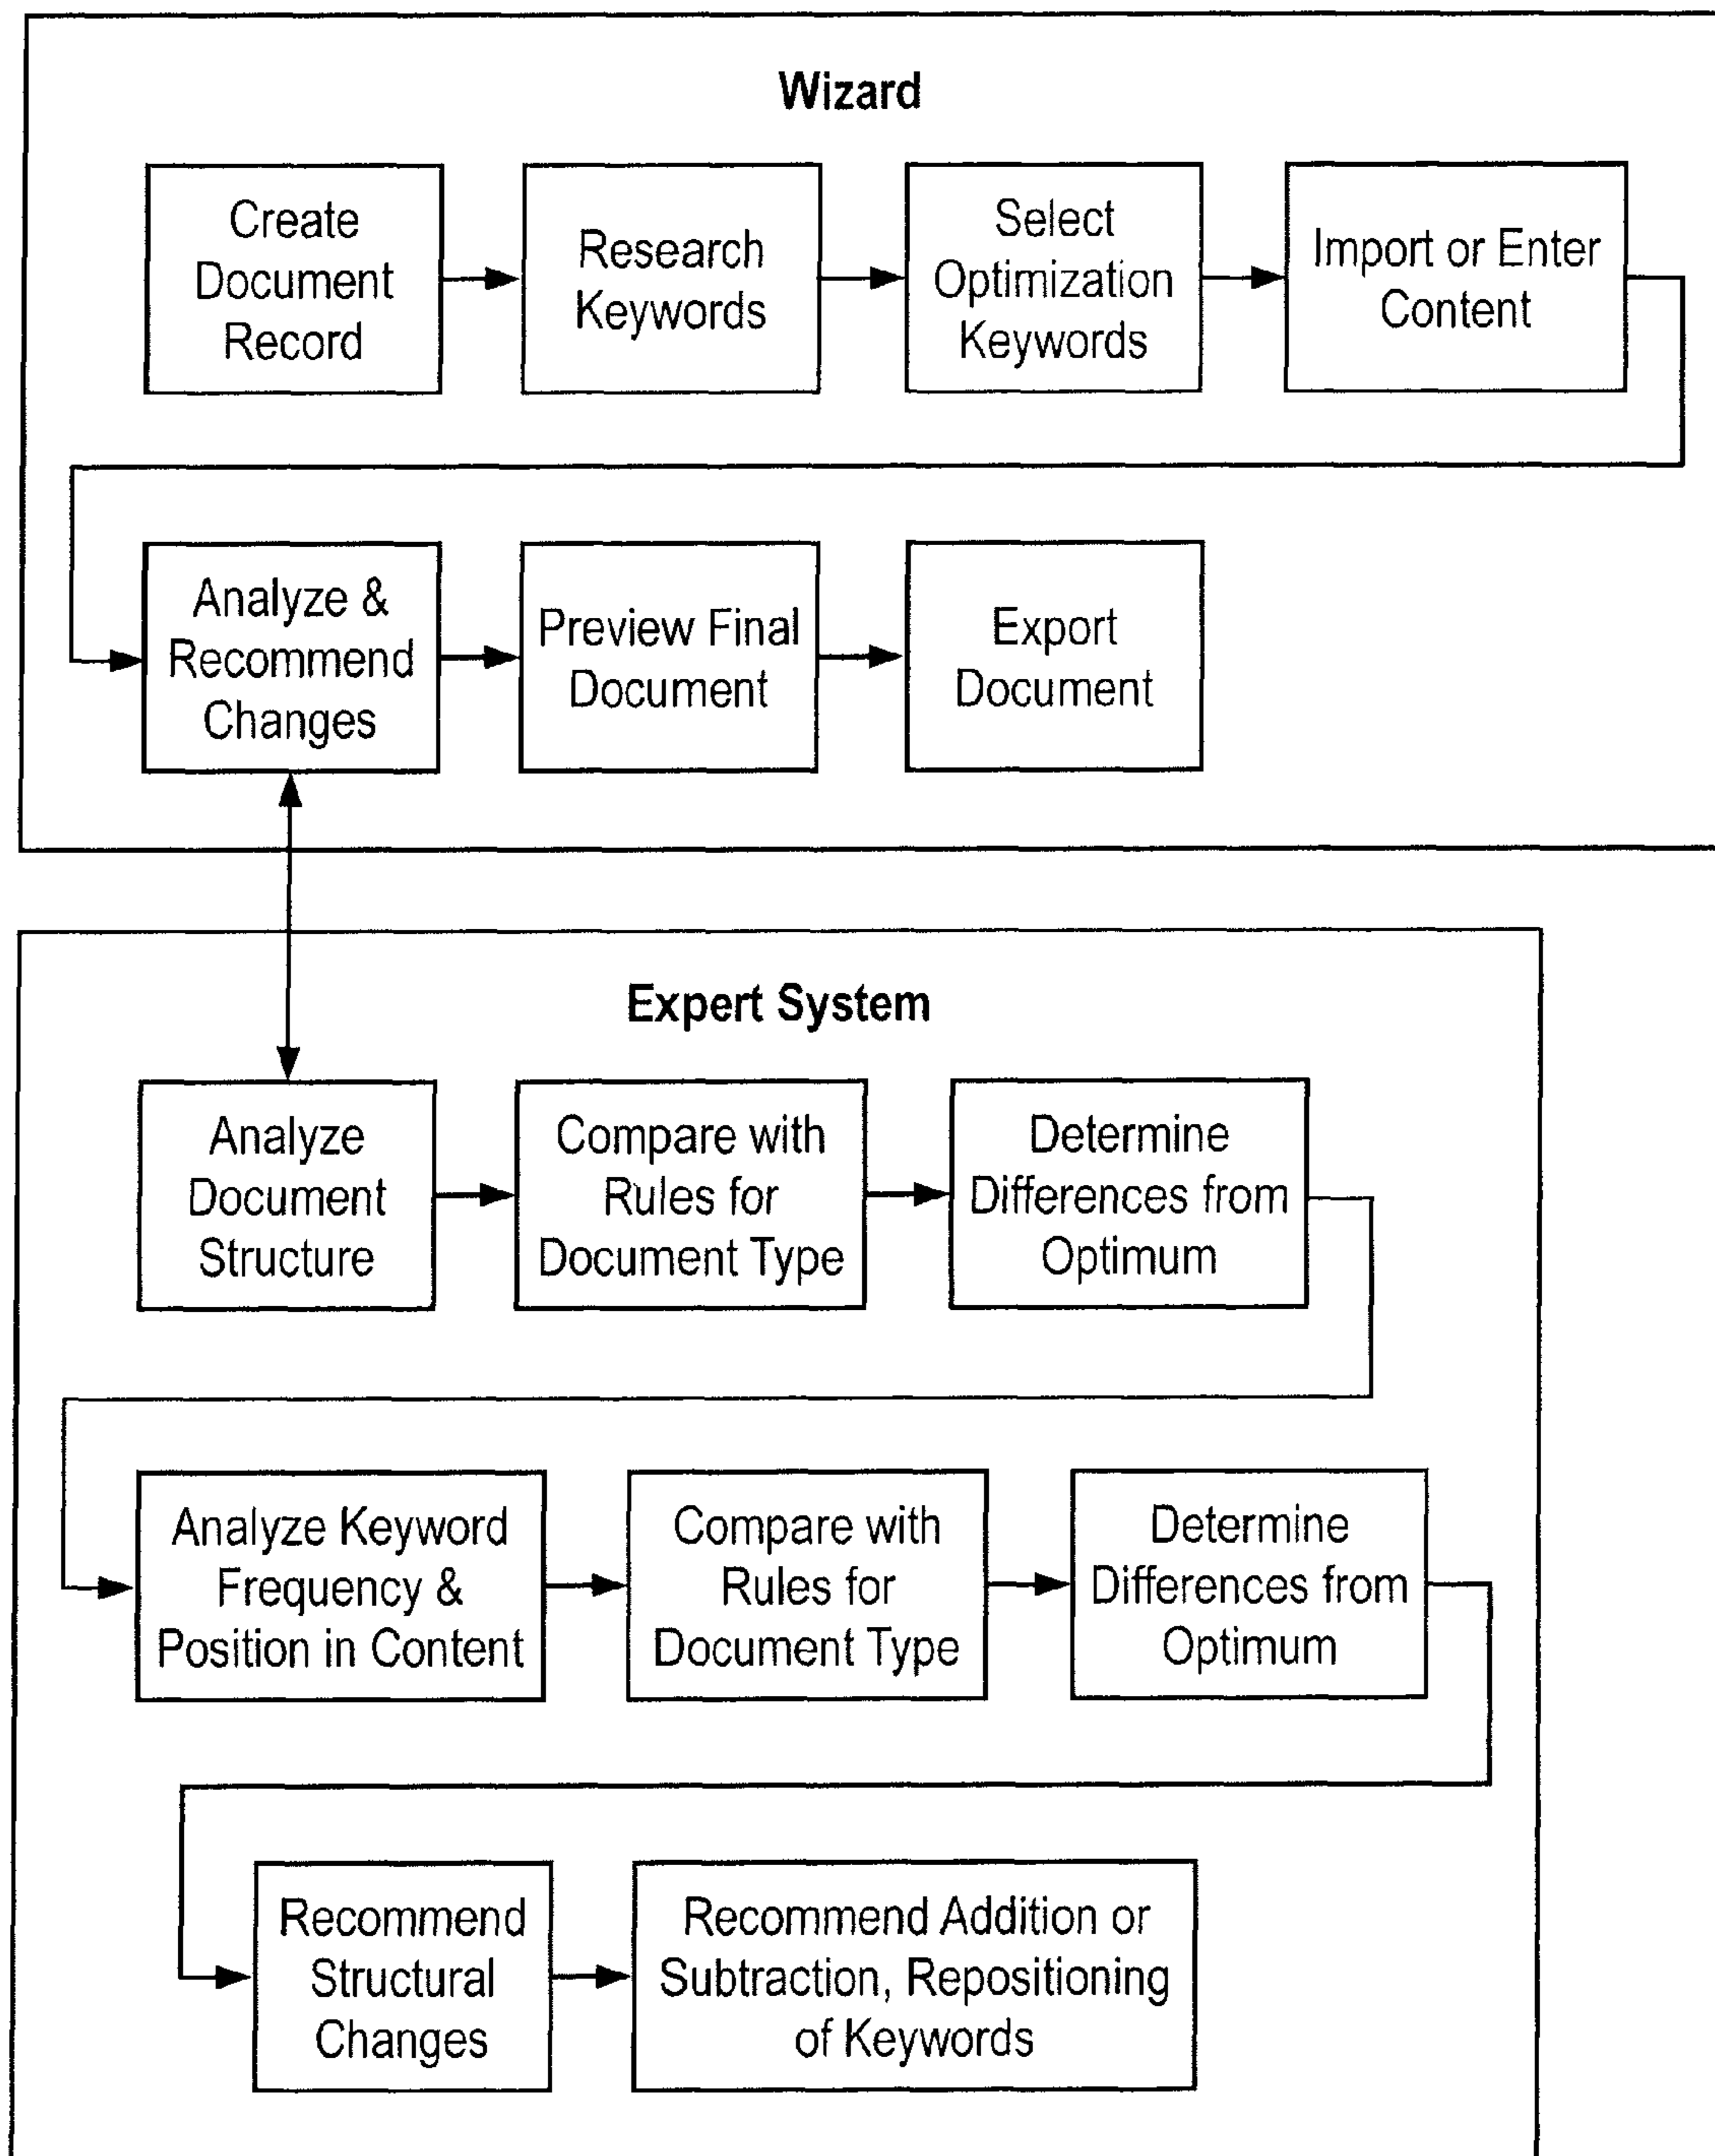 Wizard
Create
Document
Record
Research
Keywords
Select
Optimization
Keywords
Import or Enter
Content
Analyze &
Recommend
Changes
Preview Final
Document
Export
Document
Expert System
Analyze
Document
Structure
Compare with
Rules for
Document Type
Determine
Differences from
Optimum
Analyze Keyword
Frequency &
Position in Content
Compare with
Rules for
Document Type
Determine
Differences from
Optimum
Recommend
Structural
Changes
Recommend Addition or
Subtraction, Repositioning
of Keywords